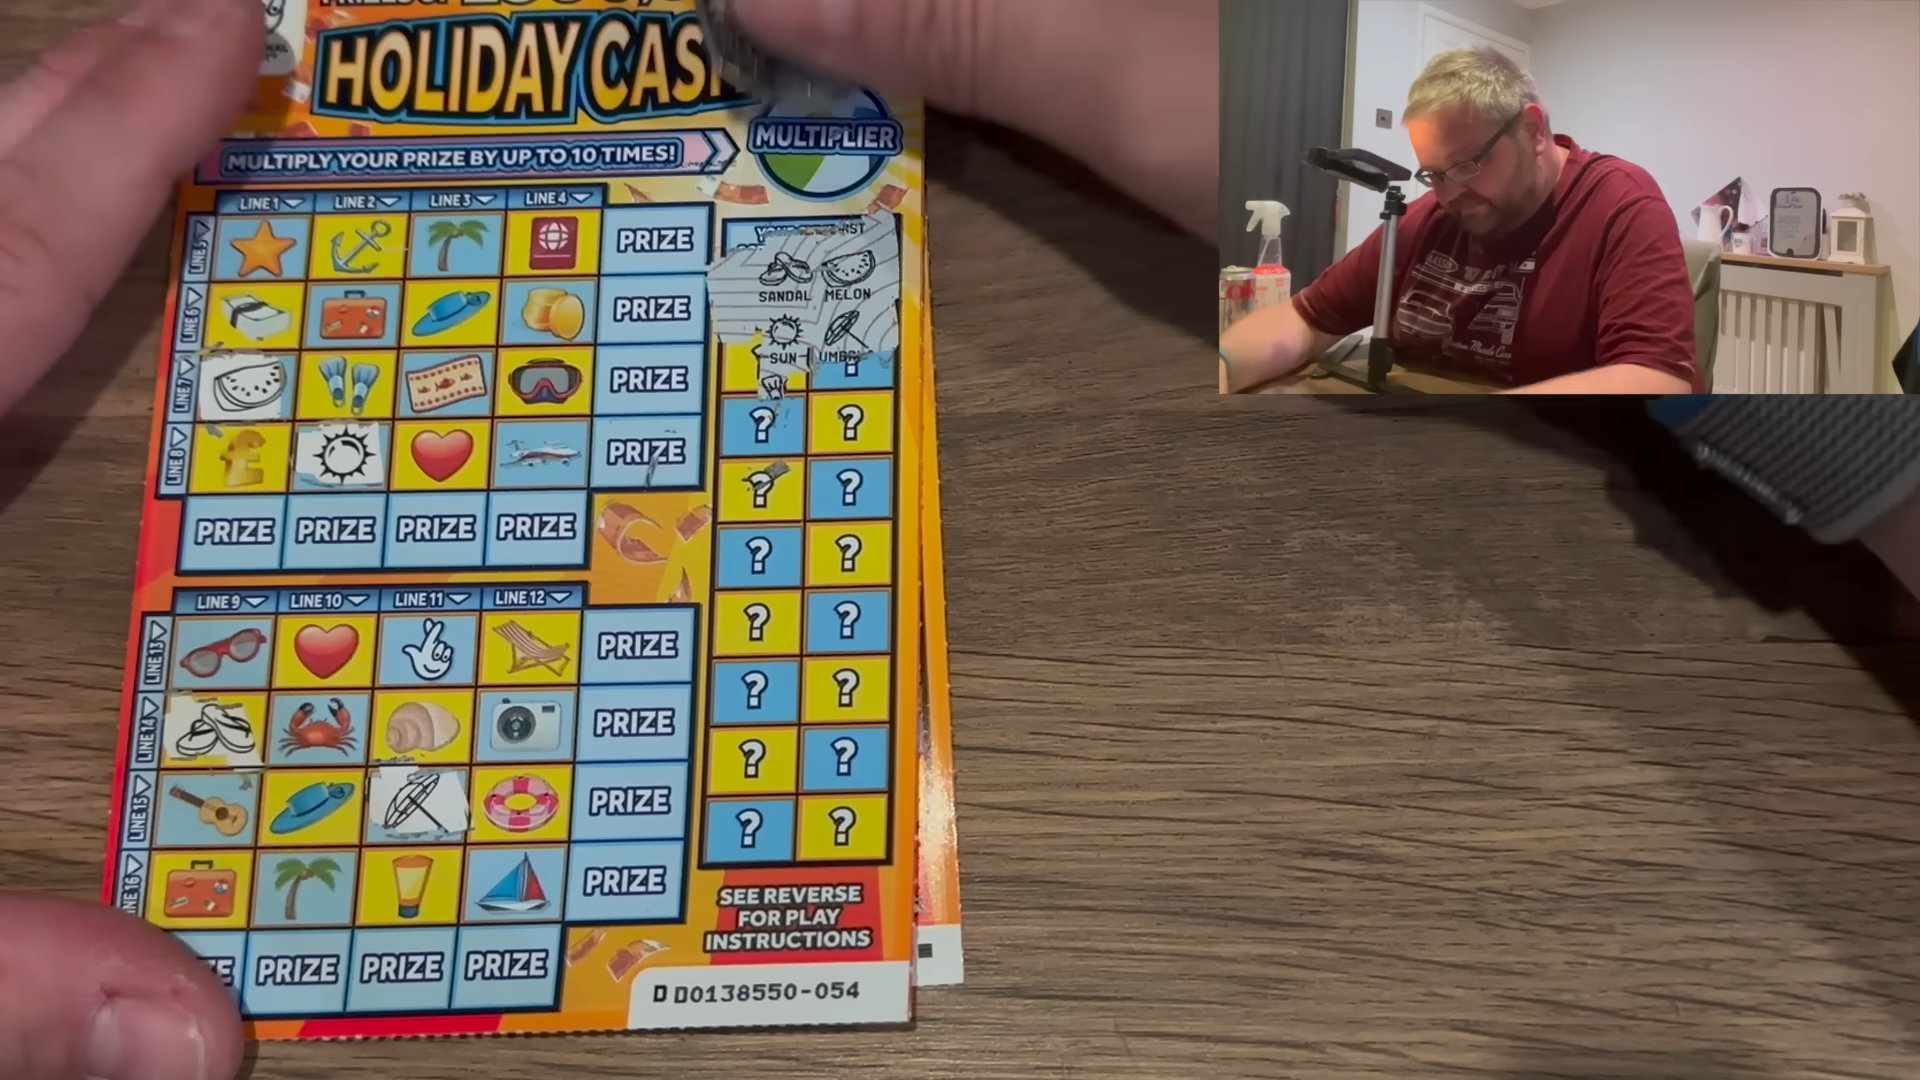 HOLIDAY CAS
MULTIPLY YOUR PRIZE BY UP TO 10 TIMES!
MULTIPLIER
LINE 1 LINE 2 LINE 3 LINE 4
LINE 5 PRIZE
LINE 6 PRIZE
LINE 7 PRIZE
LINE 8 £ PRIZE
PRIZE PRIZE PRIZE PRIZE
SANDAL MELON
SUN UMBR
?
? ?
? ?
? ?
? ?
? ?
? ?
? ?
LINE 9 LINE 10 LINE 11 LINE 12
LINE 13 PRIZE
LINE 14 PRIZE
LINE 15 PRIZE
LINE 16 PRIZE
ZE PRIZE PRIZE PRIZE
SEE REVERSE
FOR PLAY
INSTRUCTIONS
D D0138550-054